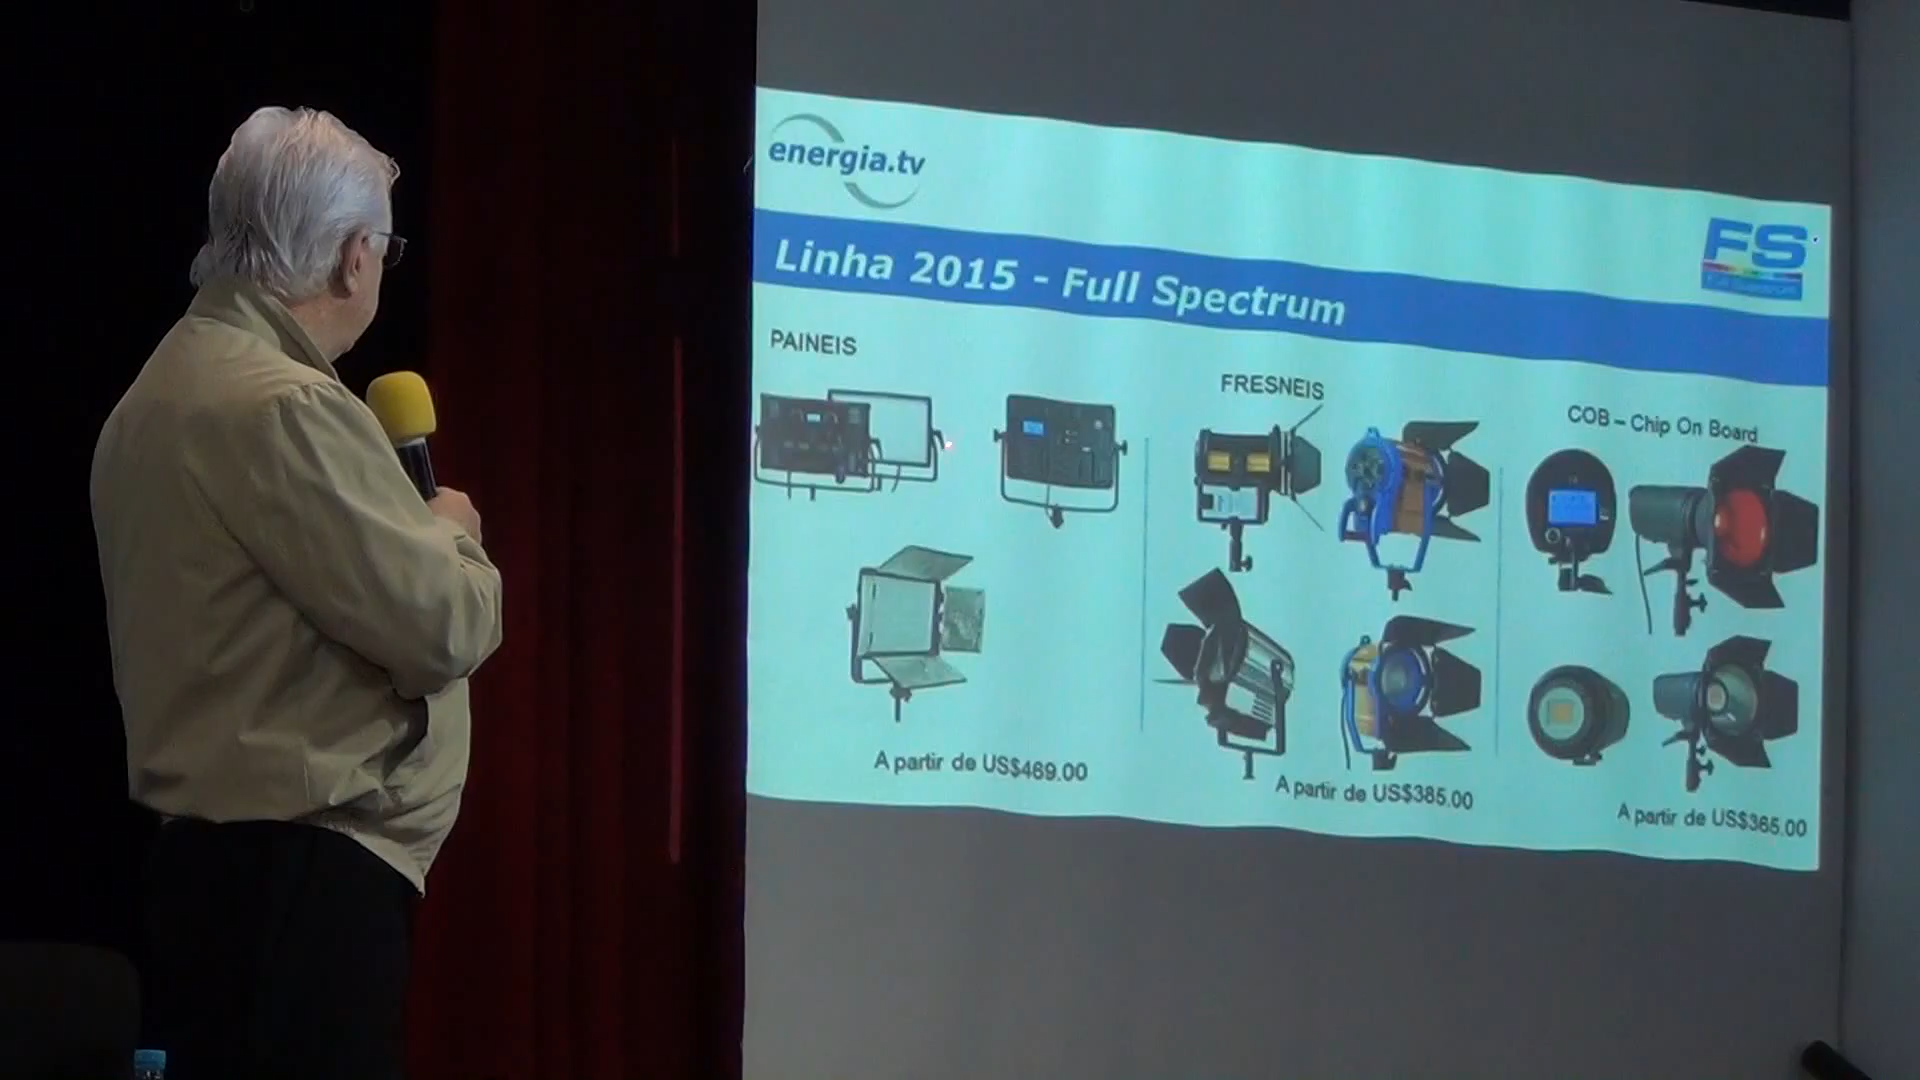 energia.tv
FS
Linha 2015 - Full Spectrum
PAINEIS
FRESNEIS
COB – Chip On Board
A partir de US$469.00
A partir de US$385.00
A partir de US$365.00